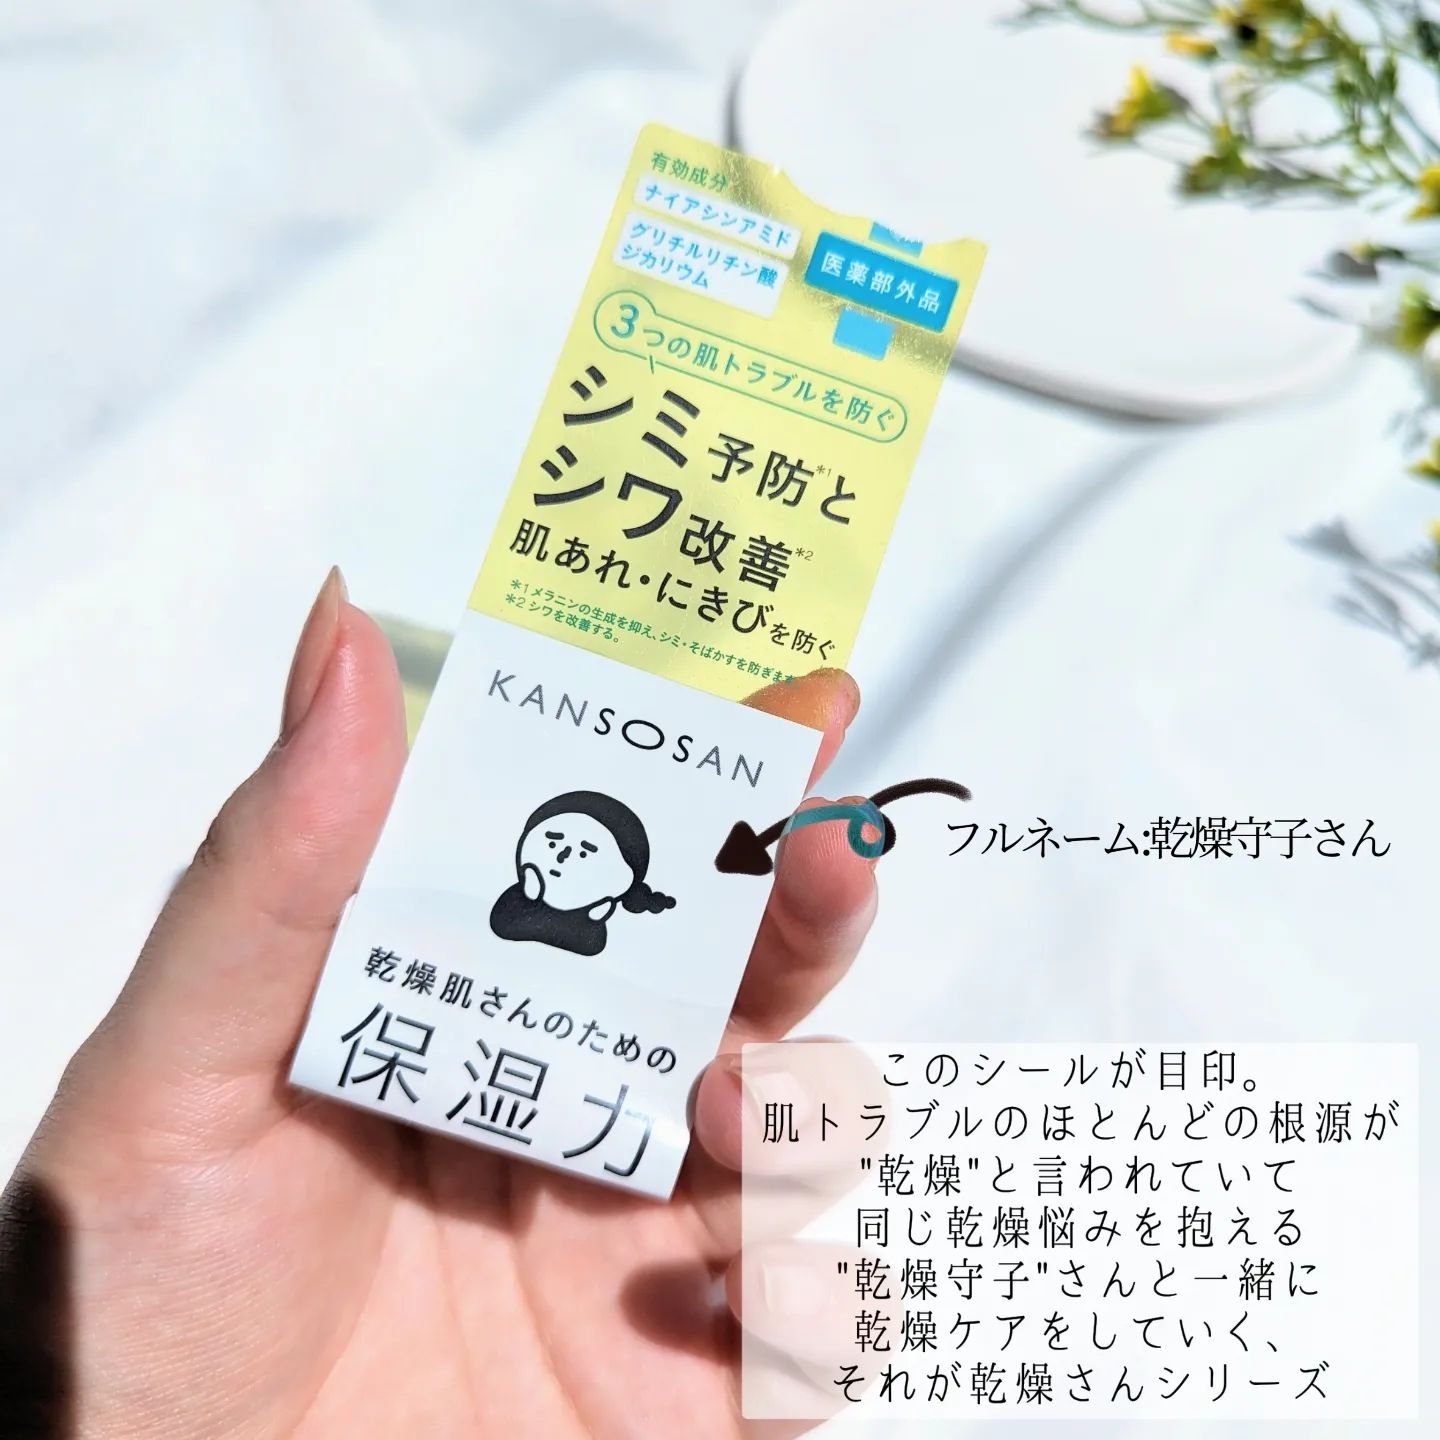 有効成分
ナイアシンアミド
グリチルリチン酸
ジカリウム
医薬部外品
3つの肌トラブルを防ぐ
シミ予防*1と
シワ改善*2
肌あれ・にきびを防ぐ
*1 メラニンの生成を抑え、シミ・そばかすを防ぎます
*2 シワを改善する。
KANSOSAN
フルネーム:乾燥守子さん
乾燥肌さんのための
保湿力
このシールが目印。
肌トラブルのほとんどの根源が
"乾燥"と言われていて
同じ乾燥悩みを抱える
"乾燥守子"さんと一緒に
乾燥ケアをしていく、
それが乾燥さんシリーズ